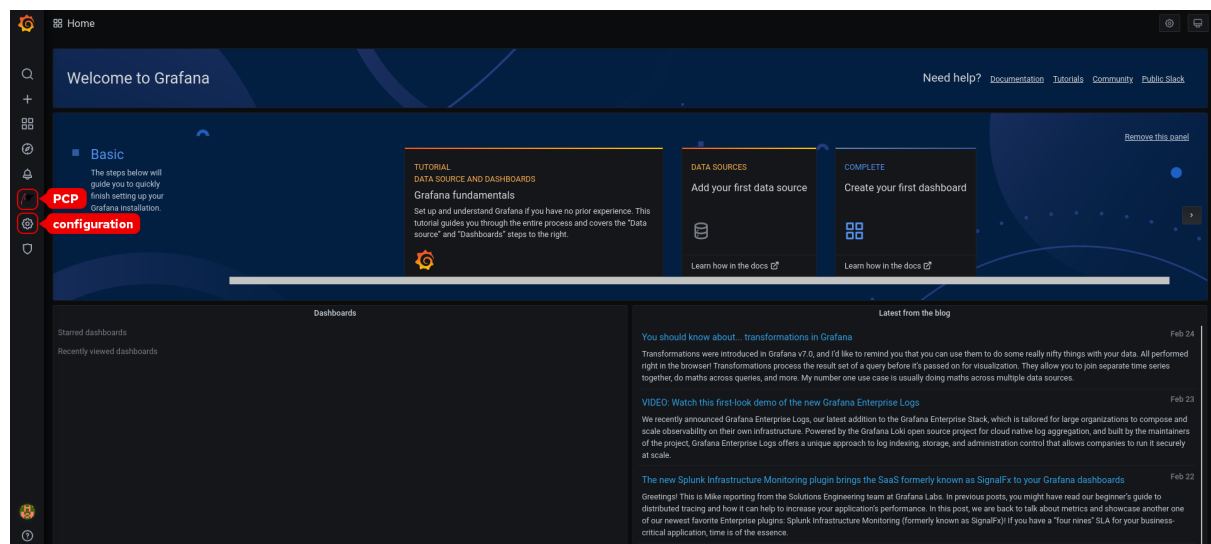 Home
Welcome to Grafana
Need help? Documentation Tutorials Community Public Slack
Remove this panel
Basic
The steps below will
guide you to quickly
finish setting up your
Grafana installation.
TUTORIAL
DATA SOURCE AND DASHBOARDS
Grafana fundamentals
Set up and understand Grafana if you have no prior experience. This
tutorial guides you through the entire process and covers the "Data
source" and "Dashboards" steps to the right.
DATA SOURCES
Add your first data source
Learn how in the docs
COMPLETE
Create your first dashboard
Learn how in the docs
PCP
configuration
Dashboards
Starred dashboards
Recently viewed dashboards
Latest from the blog
You should know about... transformations in Grafana
Feb 24
Transformations were introduced in Grafana v7.0, and I'd like to remind you that you can use them to do some really nifty things with your data. All performed
right in the browser! Transformations process the result set of a query before it's passed on for visualization. They allow you to join separate time series
together, do maths across queries, and more. My number one use case is usually doing maths across multiple data sources.
VIDEO: Watch this first-look demo of the new Grafana Enterprise Logs
Feb 23
We recently announced Grafana Enterprise Logs, our latest addition to the Grafana Enterprise Stack, which is tailored for large organizations to compose and
scale observability on their own infrastructure. Powered by the Grafana Loki open source project for cloud native log aggregation, and built by the maintainers
of the project, Grafana Enterprise Logs offers a unique approach to log indexing, storage, and administration control that allows companies to run it securely
at scale.
The new Splunk Infrastructure Monitoring plugin brings the SaaS formerly known as SignalFx to your Grafana dashboards
Feb 22
Greetings! This is Mike reporting from the Solutions Engineering team at Grafana Labs. In previous posts, you might have read our beginner's guide to
distributed tracing and how it can help to increase your application's performance. In this post, we are back to talk about metrics and showcase another one
of our newest favorite Enterprise plugins: Splunk Infrastructure Monitoring (formerly known as SignalFx)! If you have a "four nines" SLA for your business-
critical application, time is of the essence.